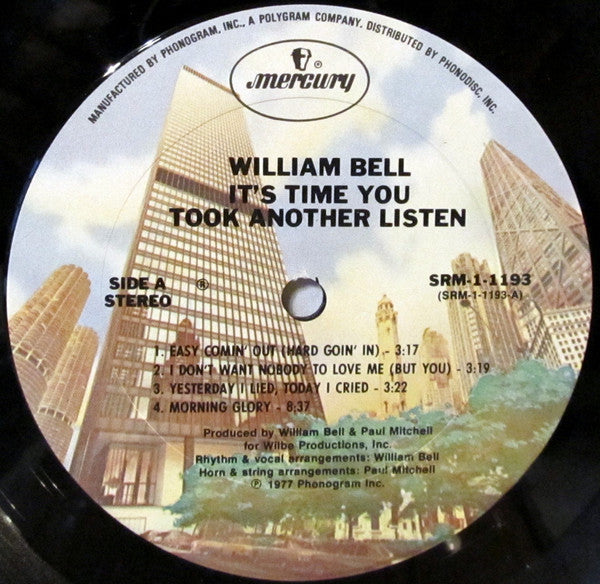 MANUFACTURED BY PHONOGRAM, INC., A POLYGRAM COMPANY. DISTRIBUTED BY PHONODISC, INC.
®
mercury
WILLIAM BELL
IT'S TIME YOU
TOOK ANOTHER LISTEN
SIDE A
STEREO
®
SRM-1-1193
(SRM-1-1193-A)
1. EASY COMIN' OUT (HARD GOIN' IN) - 3:17
2. I DON'T WANT NOBODY TO LOVE ME (BUT YOU) - 3:19
3. YESTERDAY I LIED, TODAY I CRIED - 3:22
4. MORNING GLORY - 8:37
Produced by William Bell & Paul Mitchell
for Wilbe Productions, Inc.
Rhythm & vocal arrangements: William Bell
Horn & string arrangements: Paul Mitchell
℗ 1977 Phonogram Inc.